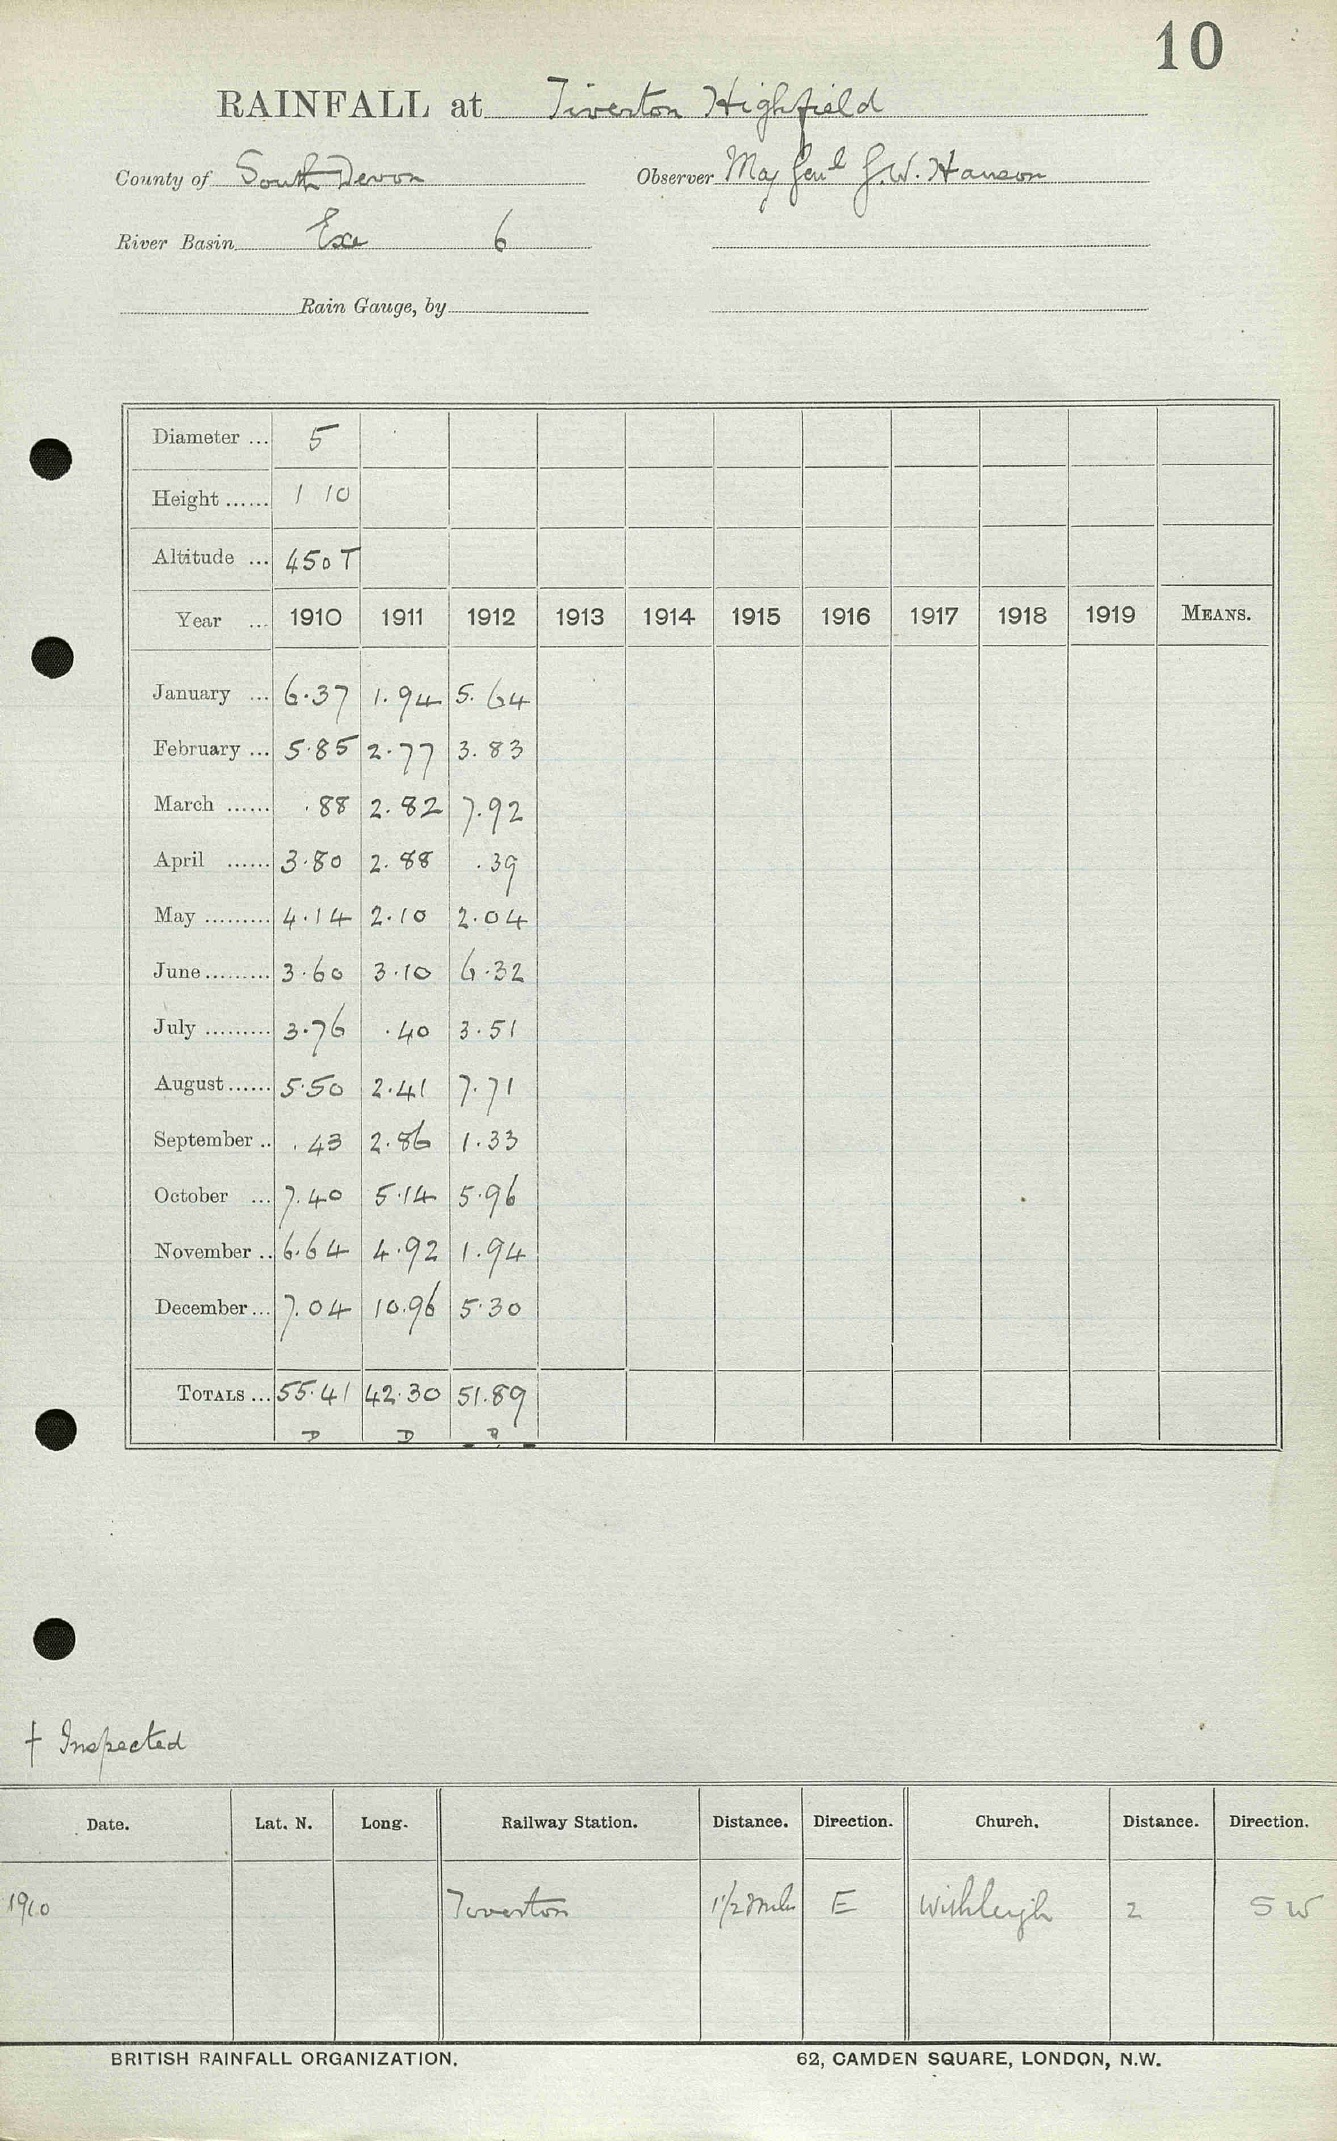 10
RAINFALL at Tiverton Highfield
County of South Devon Observer Maj Genl J.W. Hanson
River Basin Exe 6
Rain Gauge, by
Diameter ... 5
Height ...... 1 10
Altitude ... 450 T
Year ... 1910 1911 1912 1913 1914 1915 1916 1917 1918 1919 MEANS.
January ... 6.37 1.94 5.64
February ... 5.85 2.77 3.83
March ...... .88 2.82 7.92
April ...... 3.80 2.88 .39
May ......... 4.14 2.10 2.04
June ......... 3.60 3.10 6.32
July ......... 3.76 .40 3.51
August ...... 5.50 2.41 7.71
September .. .43 2.86 1.33
October ... 7.40 5.14 5.96
November .. 6.64 4.92 1.94
December ... 7.04 10.96 5.30
TOTALS ... 55.41 42.30 51.89
D D
† Inspected
Date. Lat. N. Long. Railway Station. Distance. Direction. Church. Distance. Direction.
1910 Tiverton 1 1/2 mile E Withleigh 2 SW
BRITISH RAINFALL ORGANIZATION. 62, CAMDEN SQUARE, LONDON, N.W.